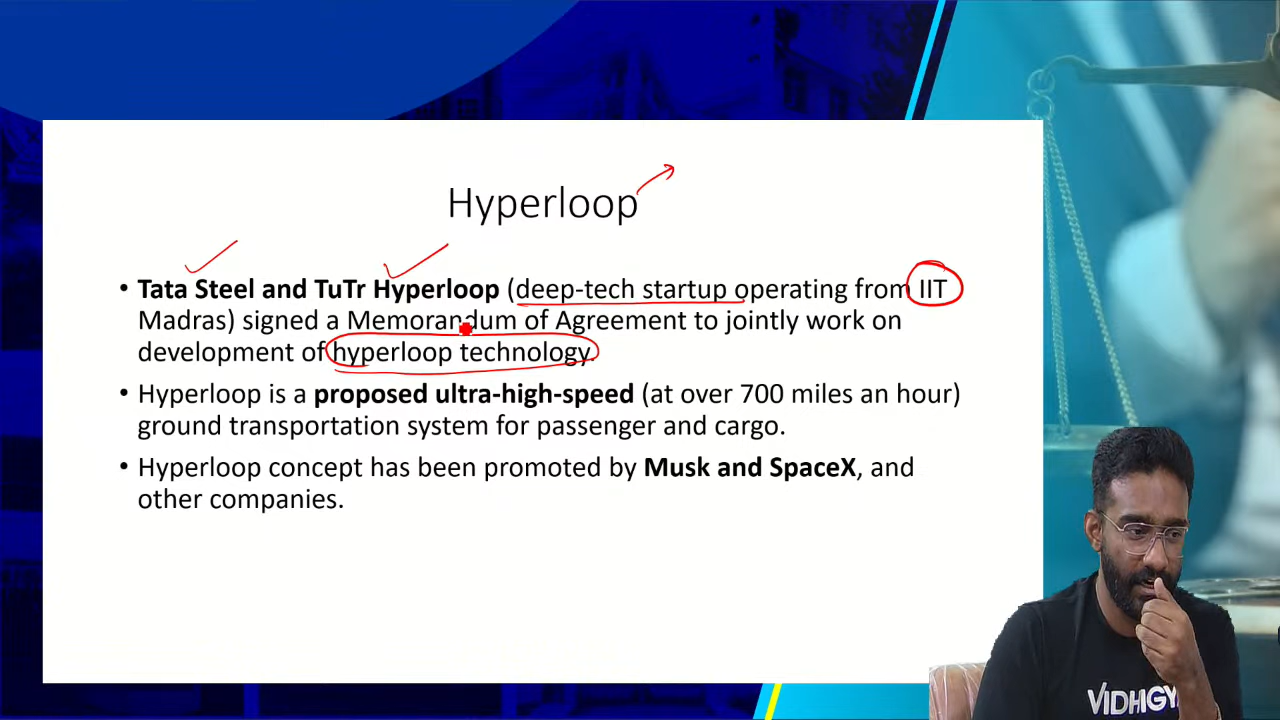 Hyperloop
• Tata Steel and TuTr Hyperloop (deep-tech startup operating from IIT
Madras) signed a Memorandum of Agreement to jointly work on
development of hyperloop technology.
• Hyperloop is a proposed ultra-high-speed (at over 700 miles an hour)
ground transportation system for passenger and cargo.
• Hyperloop concept has been promoted by Musk and SpaceX, and
other companies.